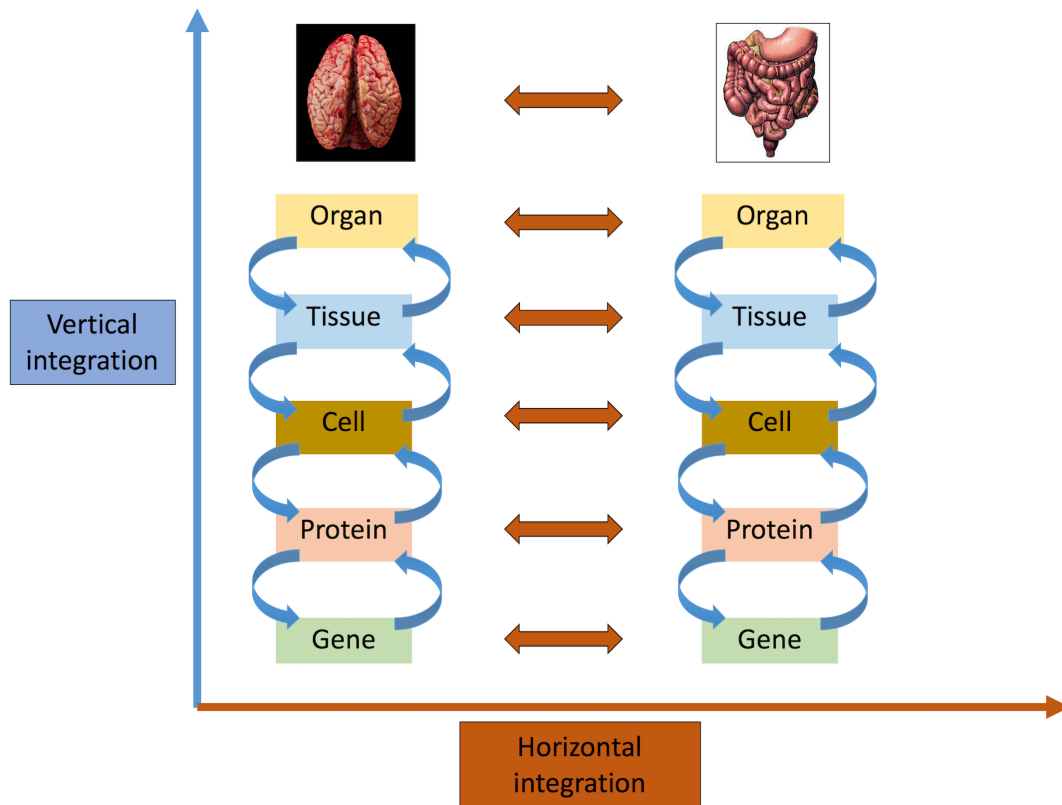 Organ
Organ
Vertical
integration
Tissue
Tissue
Cell
Cell
Protein
Protein
Gene
Gene
Horizontal
integration